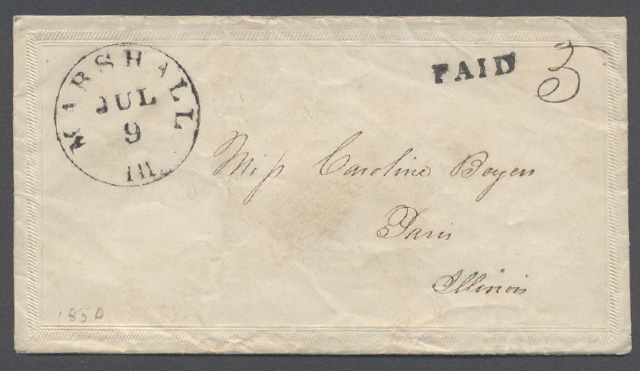 MARSHALL
JUL
9
Ill.
PAID
3
Miss Caroline Boyer
Paris
Illinois
1850